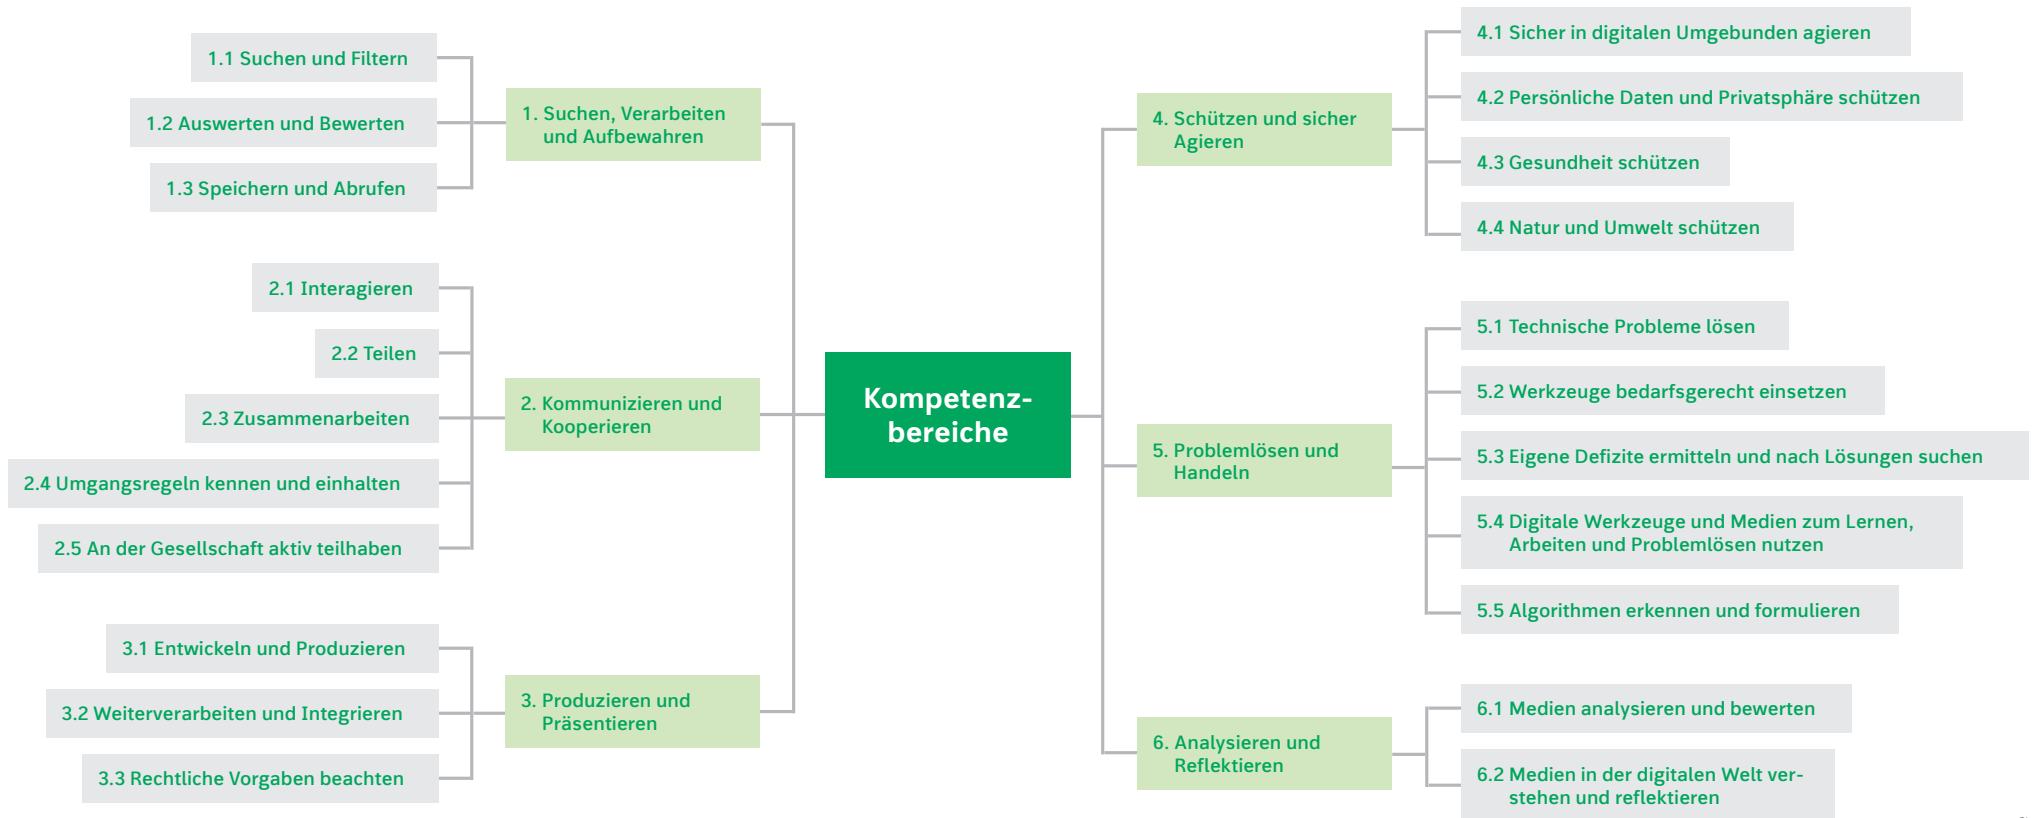 Kompetenz-
bereiche
1. Suchen, Verarbeiten
und Aufbewahren
1.1 Suchen und Filtern
1.2 Auswerten und Bewerten
1.3 Speichern und Abrufen
2. Kommunizieren und
Kooperieren
2.1 Interagieren
2.2 Teilen
2.3 Zusammenarbeiten
2.4 Umgangsregeln kennen und einhalten
2.5 An der Gesellschaft aktiv teilhaben
3. Produzieren und
Präsentieren
3.1 Entwickeln und Produzieren
3.2 Weiterverarbeiten und Integrieren
3.3 Rechtliche Vorgaben beachten
4. Schützen und sicher
Agieren
4.1 Sicher in digitalen Umgebunden agieren
4.2 Persönliche Daten und Privatsphäre schützen
4.3 Gesundheit schützen
4.4 Natur und Umwelt schützen
5. Problemlösen und
Handeln
5.1 Technische Probleme lösen
5.2 Werkzeuge bedarfsgerecht einsetzen
5.3 Eigene Defizite ermitteln und nach Lösungen suchen
5.4 Digitale Werkzeuge und Medien zum Lernen,
Arbeiten und Problemlösen nutzen
5.5 Algorithmen erkennen und formulieren
6. Analysieren und
Reflektieren
6.1 Medien analysieren und bewerten
6.2 Medien in der digitalen Welt ver-
stehen und reflektieren